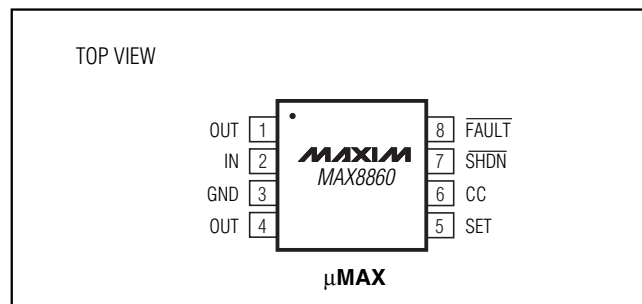 TOP VIEW
OUT 1
IN 2
GND 3
OUT 4
MAXIM
MAX8860
8 FAULT
7 SHDN
6 CC
5 SET
µMAX